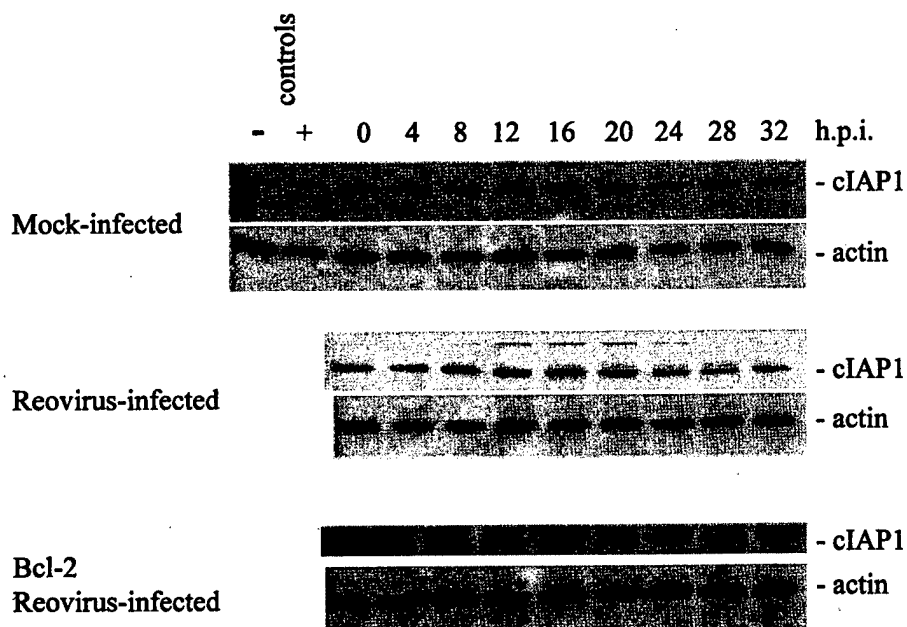 controls
- + 0 4 8 12 16 20 24 28 32 h.p.i.
- cIAP1
Mock-infected
- actin
- cIAP1
Reovirus-infected
- actin
- cIAP1
Bcl-2
- actin
Reovirus-infected